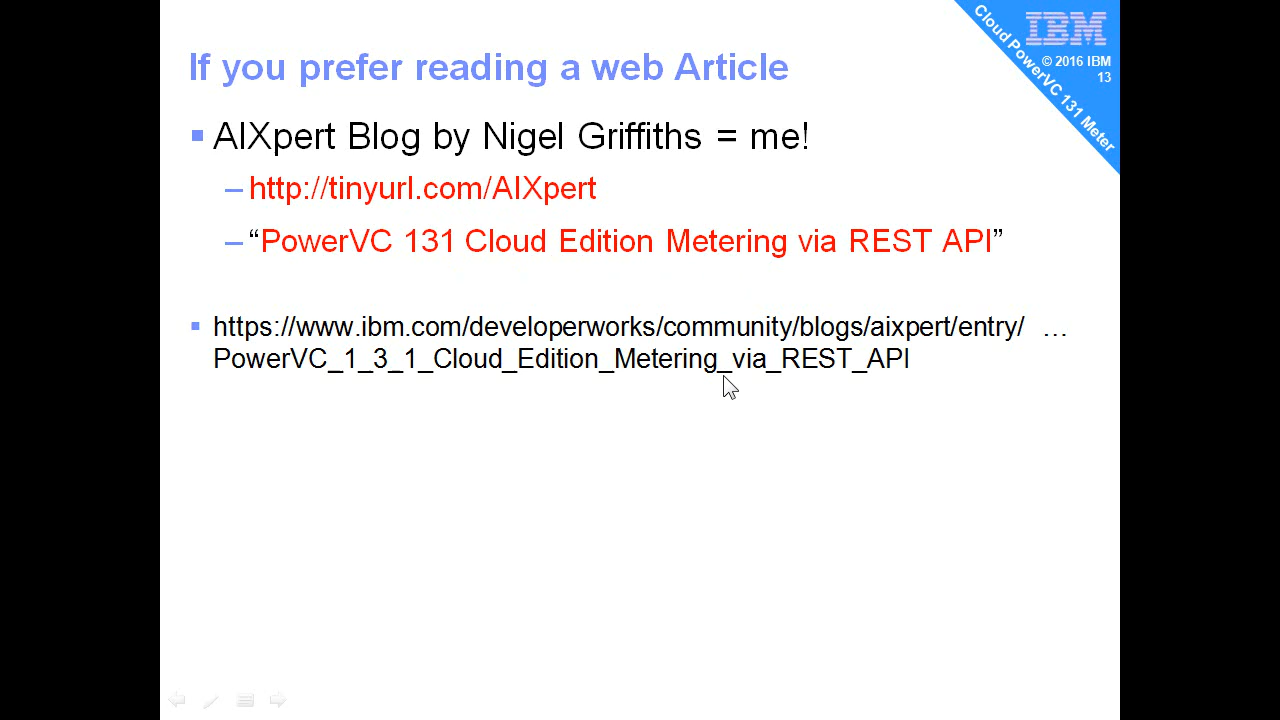 If you prefer reading a web Article
IBM
© 2016 IBM
13
Cloud PowerVC 131 Meter
▪ AIXpert Blog by Nigel Griffiths = me!
– http://tinyurl.com/AIXpert
– “PowerVC 131 Cloud Edition Metering via REST API”
▪ https://www.ibm.com/developerworks/community/blogs/aixpert/entry/ …
PowerVC_1_3_1_Cloud_Edition_Metering_via_REST_API